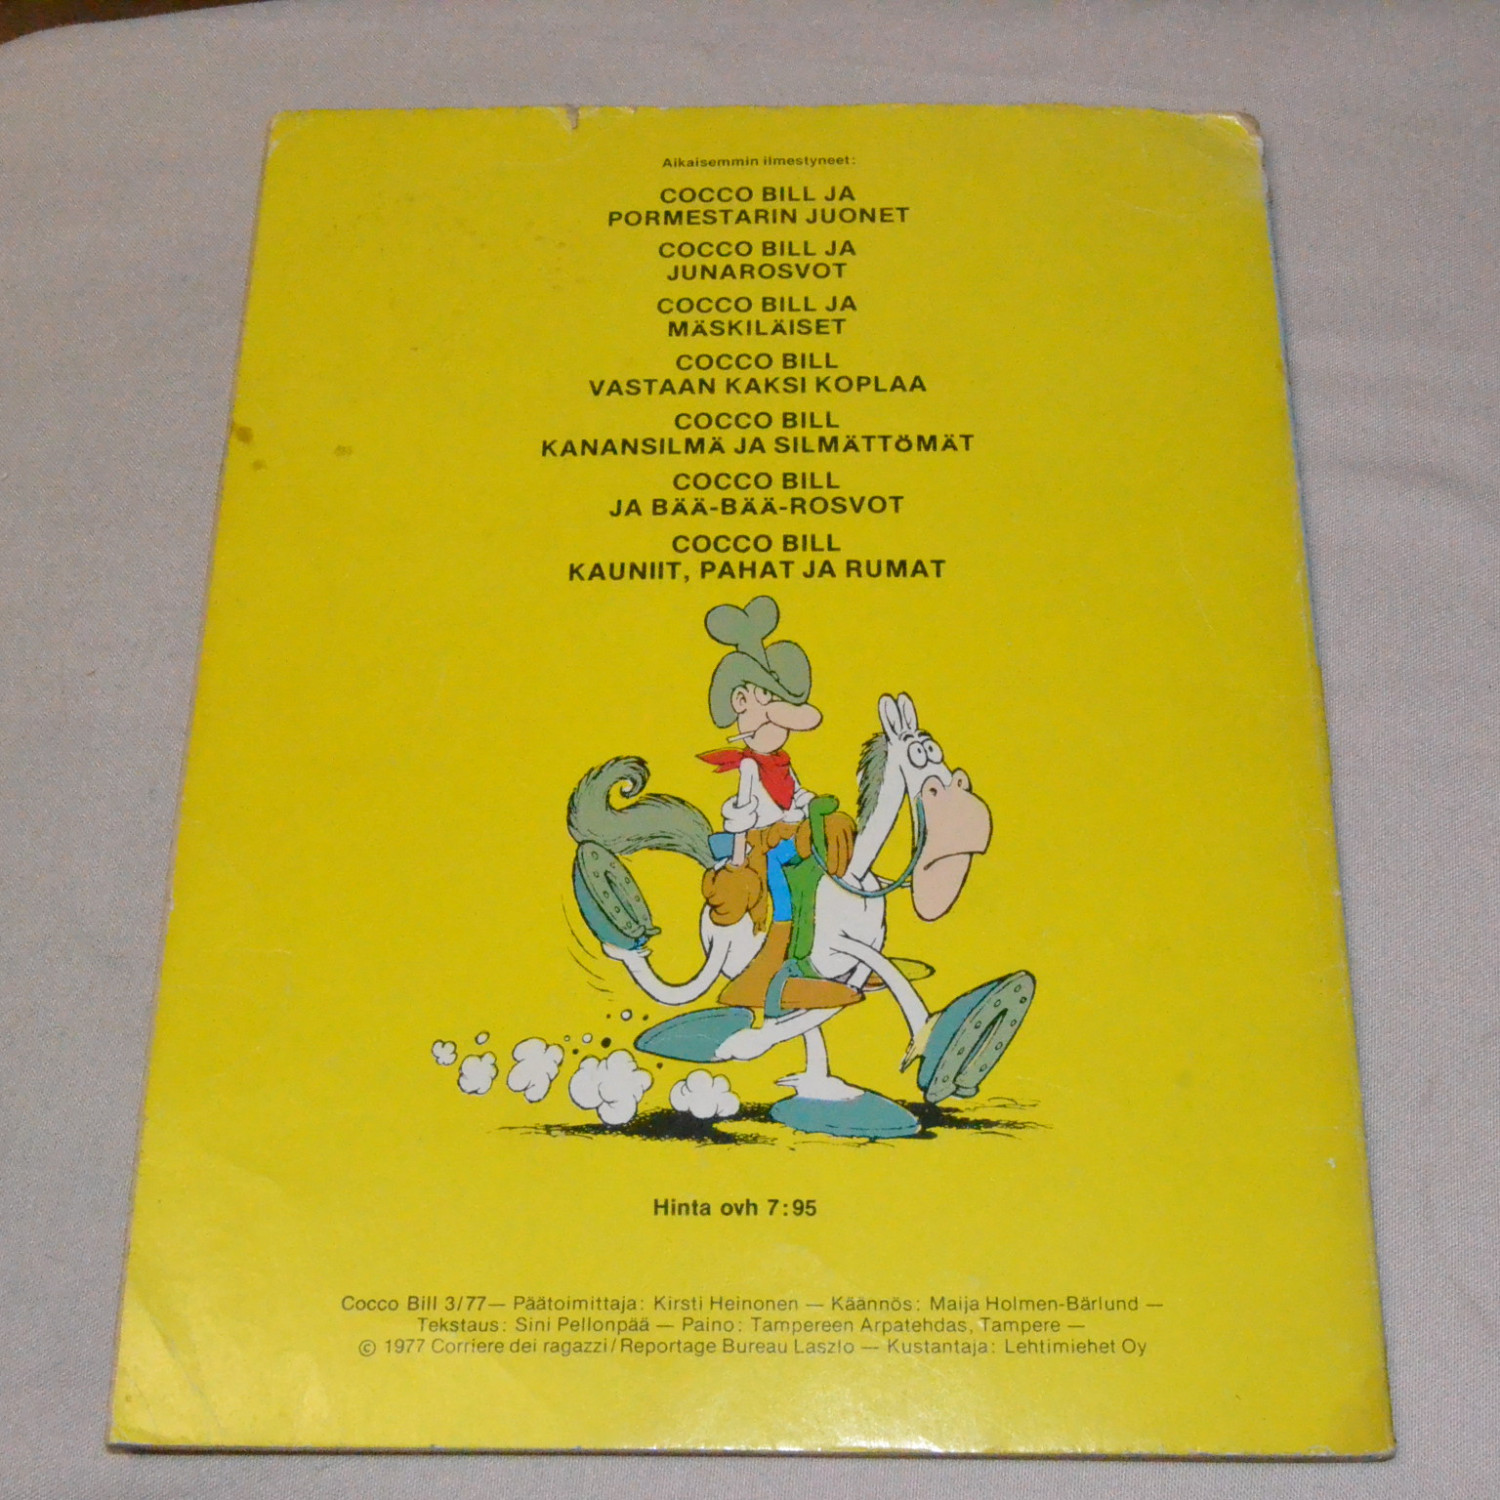 Aikaisemmin ilmestyneet:
COCCO BILL JA
PORMESTARIN JUONET
COCCO BILL JA
JUNAROSVOT
COCCO BILL JA
MÄSKILÄISET
COCCO BILL
VASTAAN KAKSI KOPLAA
COCCO BILL
KANANSILMÄ JA SILMÄTTÖMÄT
COCCO BILL
JA BÄÄ-BÄÄ-ROSVOT
COCCO BILL
KAUNIIT, PAHAT JA RUMAT
Hinta ovh 7:95
Cocco Bill 3/77— Päätoimittaja: Kirsti Heinonen — Käännös: Maija Holmen-Bärlund —
Tekstaus: Sini Pellonpää — Paino: Tampereen Arpatehdas, Tampere —
© 1977 Corriere dei ragazzi/Reportage Bureau Laszlo — Kustantaja: Lehtimiehet Oy